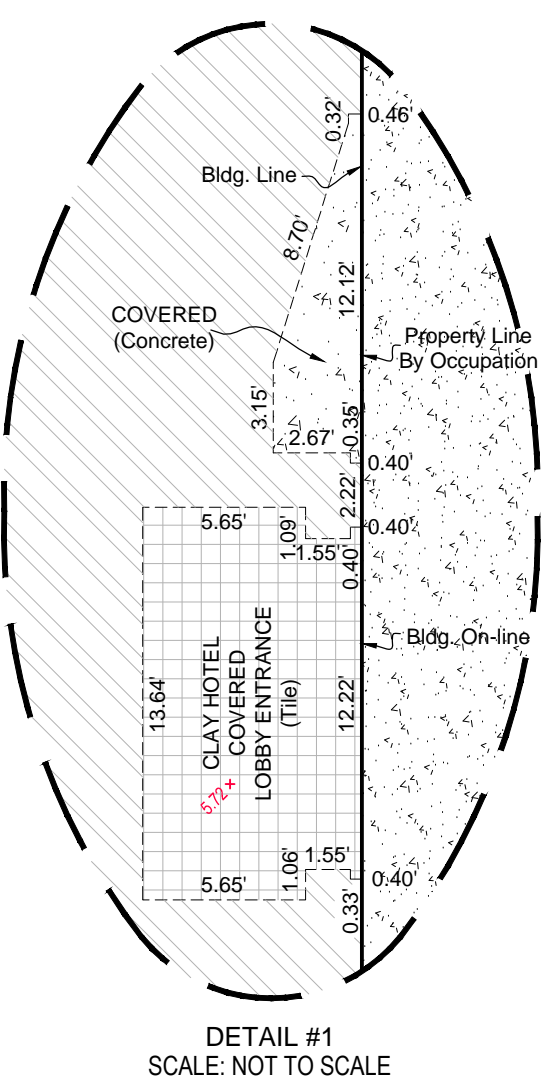 0.32'
0.46'
Bldg. Line
8.70'
12.12'
COVERED
(Concrete)
Property Line
By Occupation
3.15'
0.35'
2.67'
0.40'
2.22'
5.65'
1.09'
0.40'
1.55'
0.40'
Bldg. On-line
13.64'
CLAY HOTEL
COVERED
LOBBY ENTRANCE
(Tile)
12.22'
5.72
1.55'
1.06'
5.65'
0.40'
0.33'
DETAIL #1
SCALE: NOT TO SCALE